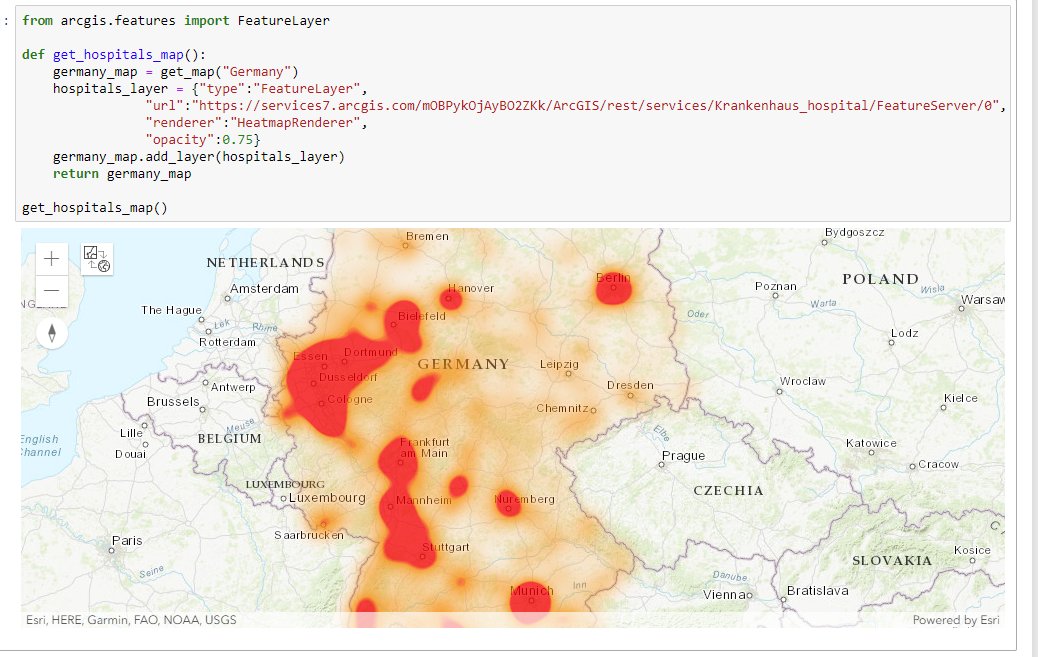 :
from arcgis.features import FeatureLayer
def get_hospitals_map():
    germany_map = get_map("Germany")
    hospitals_layer = {"type":"FeatureLayer",
                "url":"https://services7.arcgis.com/mOBPykOjAyBO2ZKk/ArcGIS/rest/services/Krankenhaus_hospital/FeatureServer/0",
                "renderer":"HeatmapRenderer",
                "opacity":0.75}
    germany_map.add_layer(hospitals_layer)
    return germany_map
get_hospitals_map()
Bremen
Bydgoszcz
NETHERLANDS
Berlin
POLAND
Amsterdam
Hanover
Poznan
Wisla
Warta
Warsaw
The Hague
Lek
Rhine
Bielefeld
Oder
Rotterdam
Lodz
Essen
Dortmund
GERMANY
Leipzig
Dusseldorf
Antwerp
Dresden
Wroclaw
Brussels
Cologne
Chemnitz
Kielce
Meuse
Lille
BELGIUM
Elbe
English
Channel
Douai
Frankfurt
am Main
Katowice
Prague
Cracow
LUXEMBOURG
Luxembourg
Mannheim
Nuremberg
CZECHIA
Saarbrucken
Paris
Stuttgart
SLOVAKIA
Kosice
Seine
Munich
Inn
Danube
Vienna
Bratislava
Esri, HERE, Garmin, FAO, NOAA, USGS
Powered by Esri